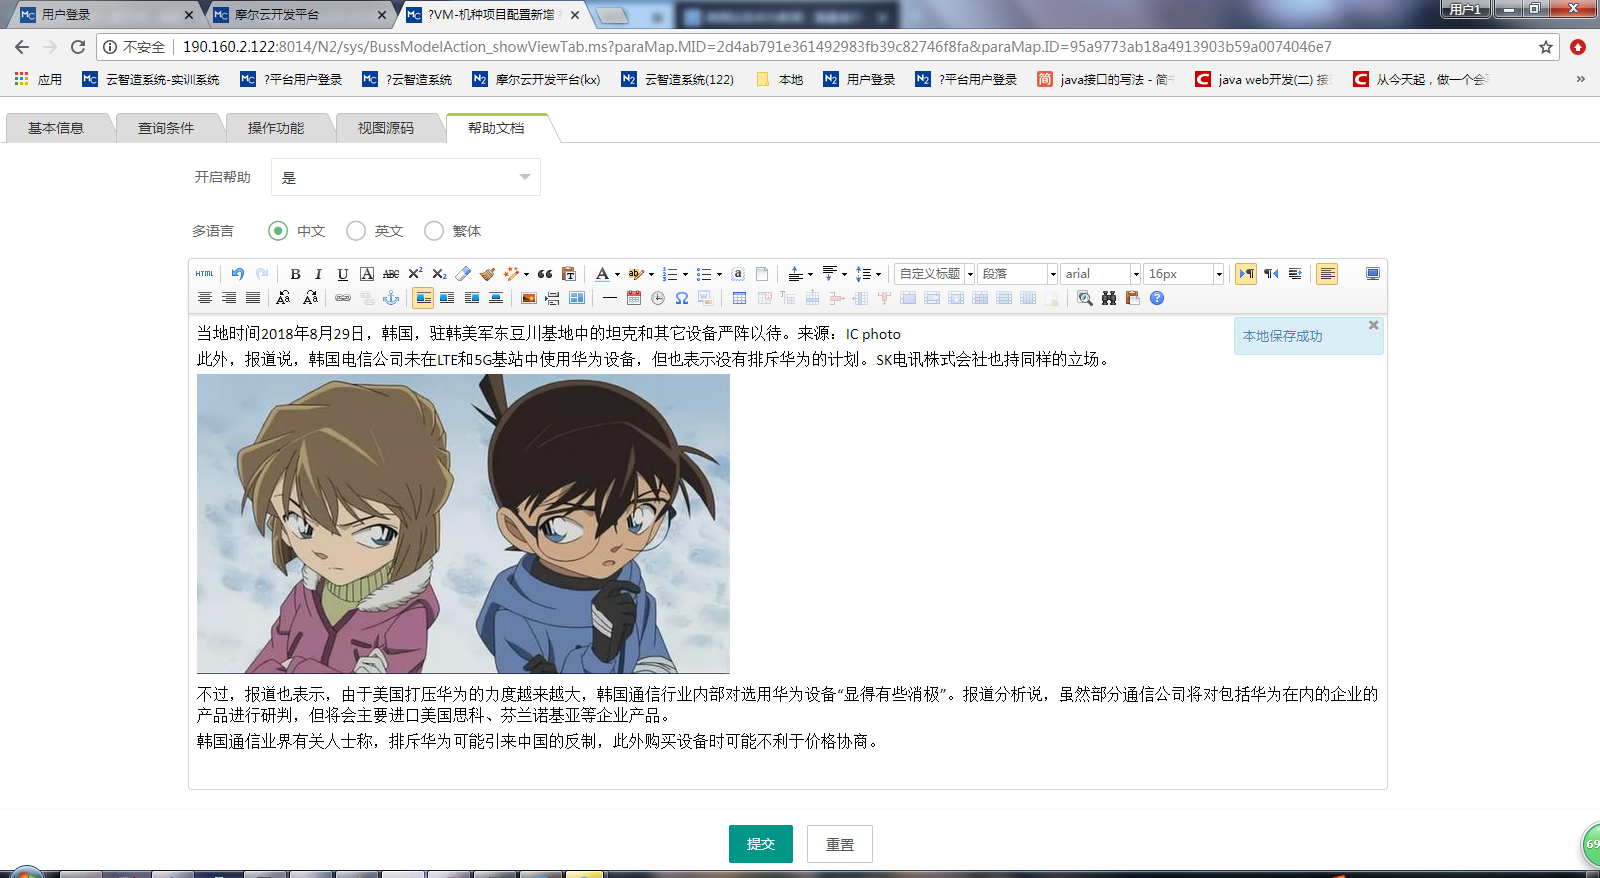 用户登录
摩尔云开发平台
?VM-机种项目配置新增
用户1
不安全
190.160.2.122:8014/N2/sys/BussModelAction_showViewTab.ms?paraMap.MID=2d4ab791e361492983fb39c82746f8fa&paraMap.ID=95a9773ab18a4913903b59a0074046e7
应用
云智造系统-实训系统
?平台用户登录
?云智造系统
摩尔云开发平台(kx)
云智造系统(122)
本地
用户登录
?平台用户登录
java接口的写法 - 简
java web开发(二) 接
从今天起，做一个会
»
基本信息
查询条件
操作功能
视图源码
帮助文档
开启帮助
是
多语言
中文
英文
繁体
HTML
自定义标题
段落
arial
16px
本地保存成功
当地时间2018年8月29日，韩国，驻韩美军东豆川基地中的坦克和其它设备严阵以待。来源：IC photo
此外，报道说，韩国电信公司未在LTE和5G基站中使用华为设备，但也表示没有排斥华为的计划。SK电讯株式会社也持同样的立场。
不过，报道也表示，由于美国打压华为的力度越来越大，韩国通信行业内部对选用华为设备“显得有些消极”。报道分析说，虽然部分通信公司将对包括华为在内的企业的
产品进行研判，但将会主要进口美国思科、芬兰诺基亚等企业产品。
韩国通信业界有关人士称，排斥华为可能引来中国的反制，此外购买设备时可能不利于价格协商。
提交
重置
69